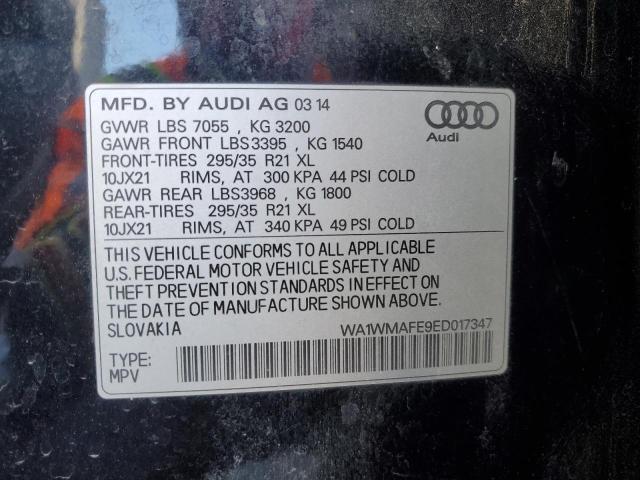 MFD. BY AUDI AG 03 14
Audi
GVWR LBS 7055 , KG 3200
GAWR FRONT LBS3395 , KG 1540
FRONT-TIRES 295/35 R21 XL
10JX21 RIMS, AT 300 KPA 44 PSI COLD
GAWR REAR LBS3968 , KG 1800
REAR-TIRES 295/35 R21 XL
10JX21 RIMS, AT 340 KPA 49 PSI COLD
THIS VEHICLE CONFORMS TO ALL APPLICABLE
U.S. FEDERAL MOTOR VEHICLE SAFETY AND
THEFT PREVENTION STANDARDS IN EFFECT ON
THE DATE OF MANUFACTURE SHOWN ABOVE.
SLOVAKIA WA1WMAFE9ED017347
TYPE:
MPV